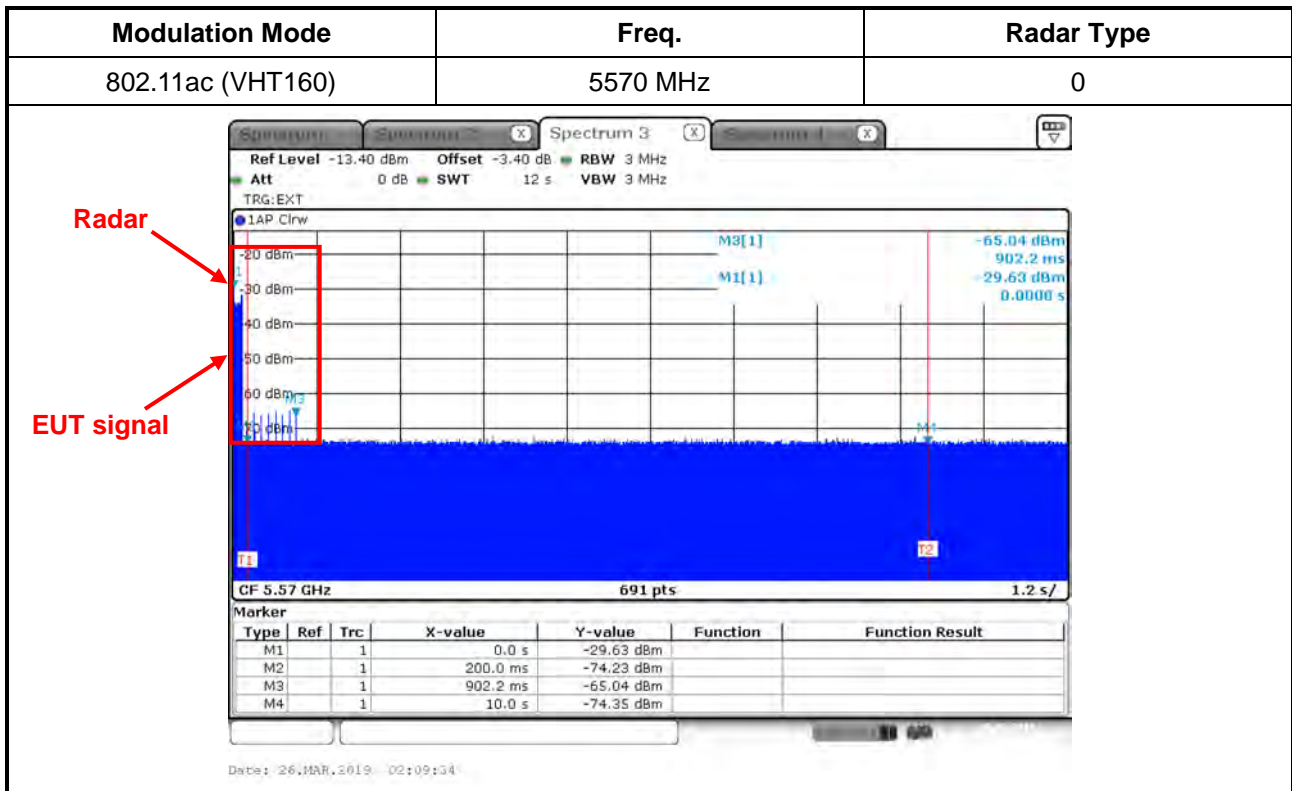 Modulation Mode Freq. Radar Type
802.11ac (VHT160) 5570 MHz 0
Spectrum 3
Ref Level -13.40 dBm Offset -3.40 dB RBW 3 MHz
Att 0 dB SWT 12 s VBW 3 MHz
TRG:EXT
1AP Clrw
Radar
M3[1] -65.04 dBm
902.2 ms
M1[1] -29.63 dBm
0.0000 s
-20 dBm
-30 dBm
-40 dBm
-50 dBm
60 dBm
M3
EUT signal
70 dBm
M4
T1
T2
CF 5.57 GHz 691 pts 1.2 s/
Marker
Type Ref Trc X-value Y-value Function Function Result
M1 1 0.0 s -29.63 dBm
M2 1 200.0 ms -74.23 dBm
M3 1 902.2 ms -65.04 dBm
M4 1 10.0 s -74.35 dBm
Date: 26.MAR.2019 02:09:34